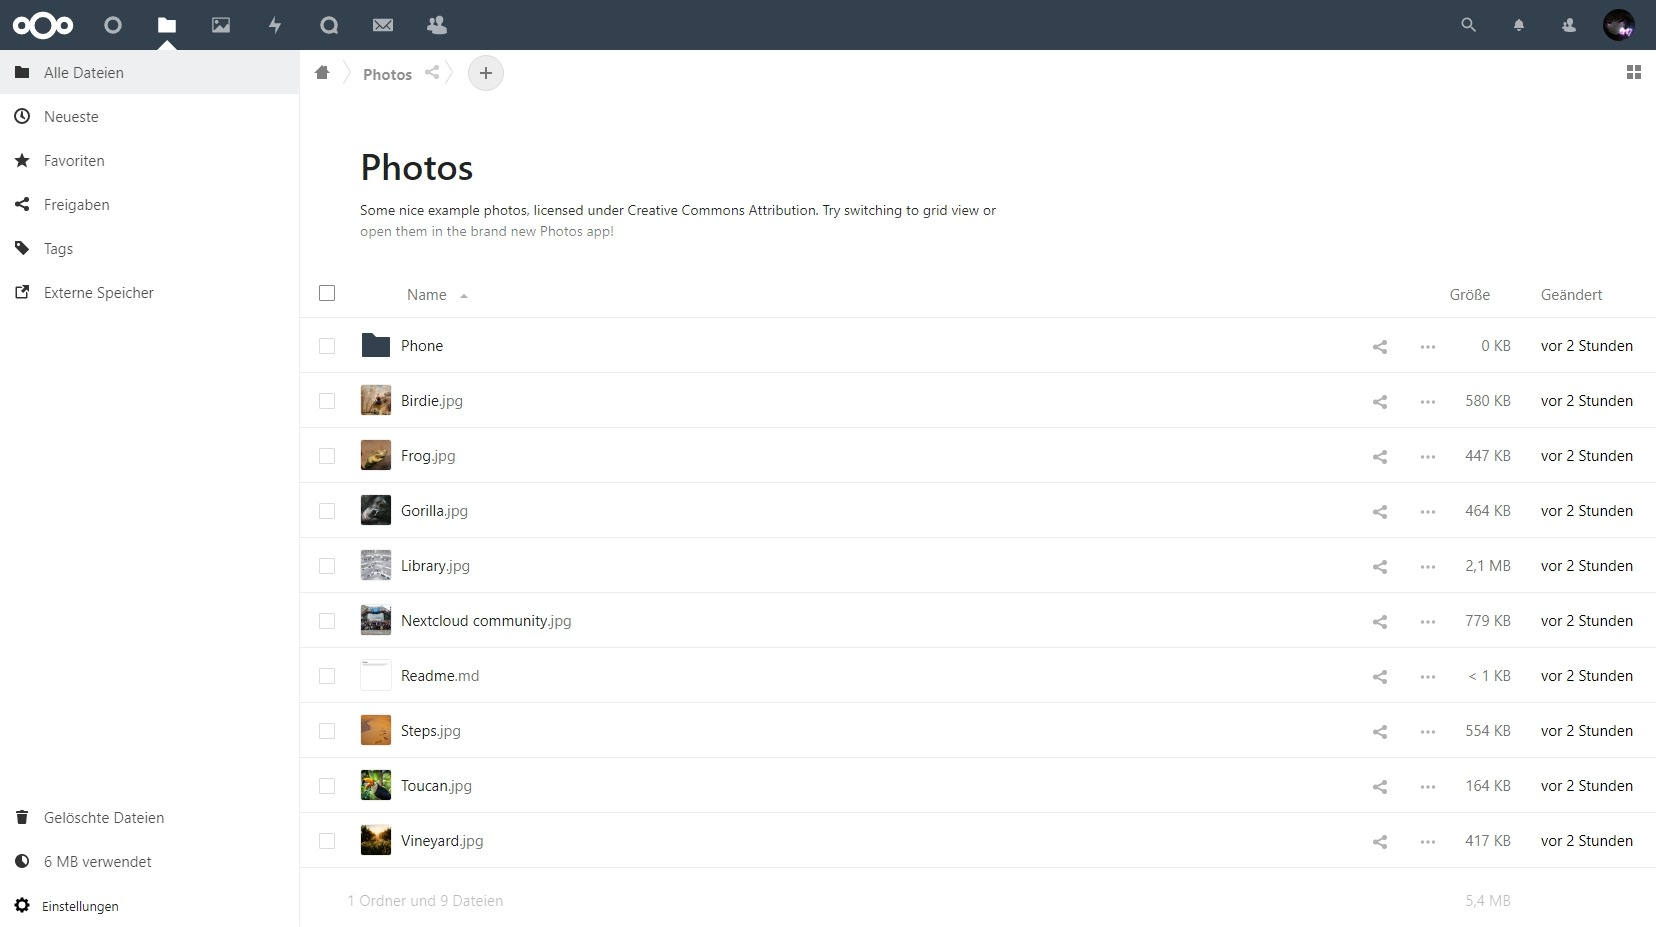 Alle Dateien
Neueste
Favoriten
Freigaben
Tags
Externe Speicher
Gelöschte Dateien
6 MB verwendet
Einstellungen
Photos
Photos
Some nice example photos, licensed under Creative Commons Attribution. Try switching to grid view or
open them in the brand new Photos app!
Name Größe Geändert
Phone 0 KB vor 2 Stunden
Birdie.jpg 580 KB vor 2 Stunden
Frog.jpg 447 KB vor 2 Stunden
Gorilla.jpg 464 KB vor 2 Stunden
Library.jpg 2,1 MB vor 2 Stunden
Nextcloud community.jpg 779 KB vor 2 Stunden
Readme.md < 1 KB vor 2 Stunden
Steps.jpg 554 KB vor 2 Stunden
Toucan.jpg 164 KB vor 2 Stunden
Vineyard.jpg 417 KB vor 2 Stunden
1 Ordner und 9 Dateien 5,4 MB